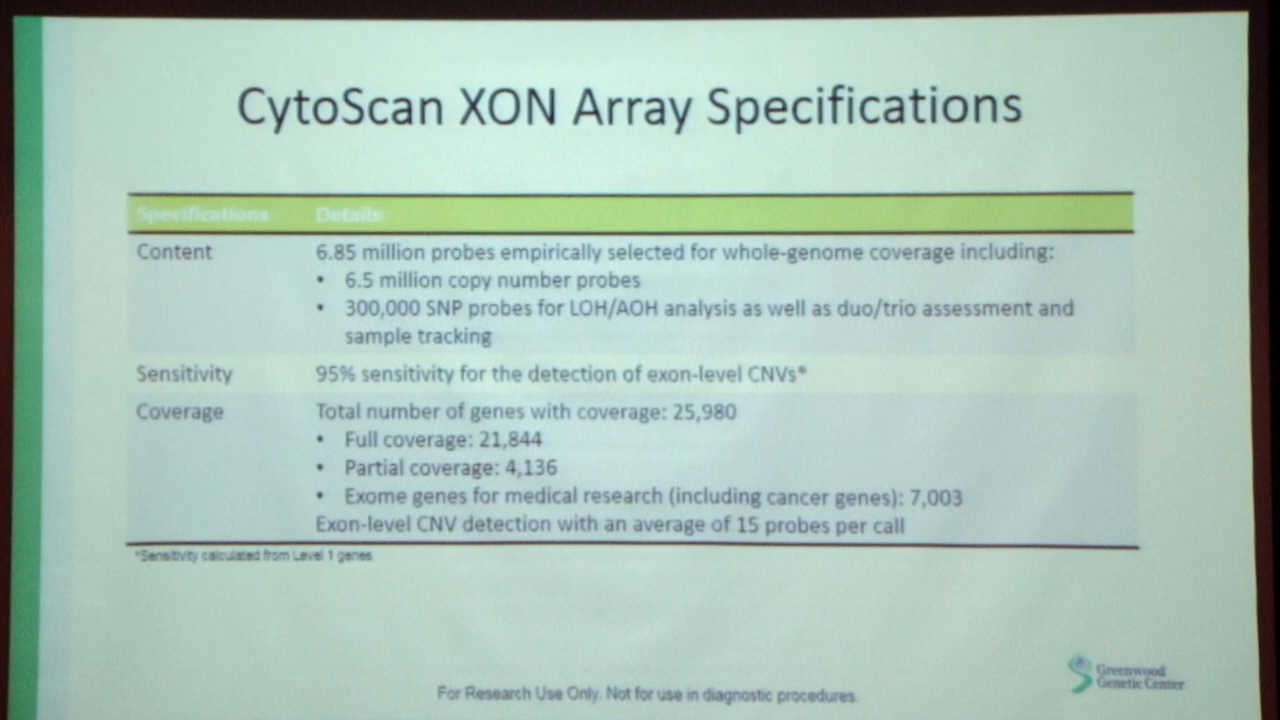 CytoScan XON Array Specifications
Specifications Details
Content 6.85 million probes empirically selected for whole-genome coverage including:
• 6.5 million copy number probes
• 300,000 SNP probes for LOH/AOH analysis as well as duo/trio assessment and
sample tracking
Sensitivity 95% sensitivity for the detection of exon-level CNVs*
Coverage Total number of genes with coverage: 25,980
• Full coverage: 21,844
• Partial coverage: 4,136
• Exome genes for medical research (including cancer genes): 7,003
Exon-level CNV detection with an average of 15 probes per call
*Sensitivity calculated from Level 1 genes
Greenwood
Genetic Center
For Research Use Only. Not for use in diagnostic procedures.